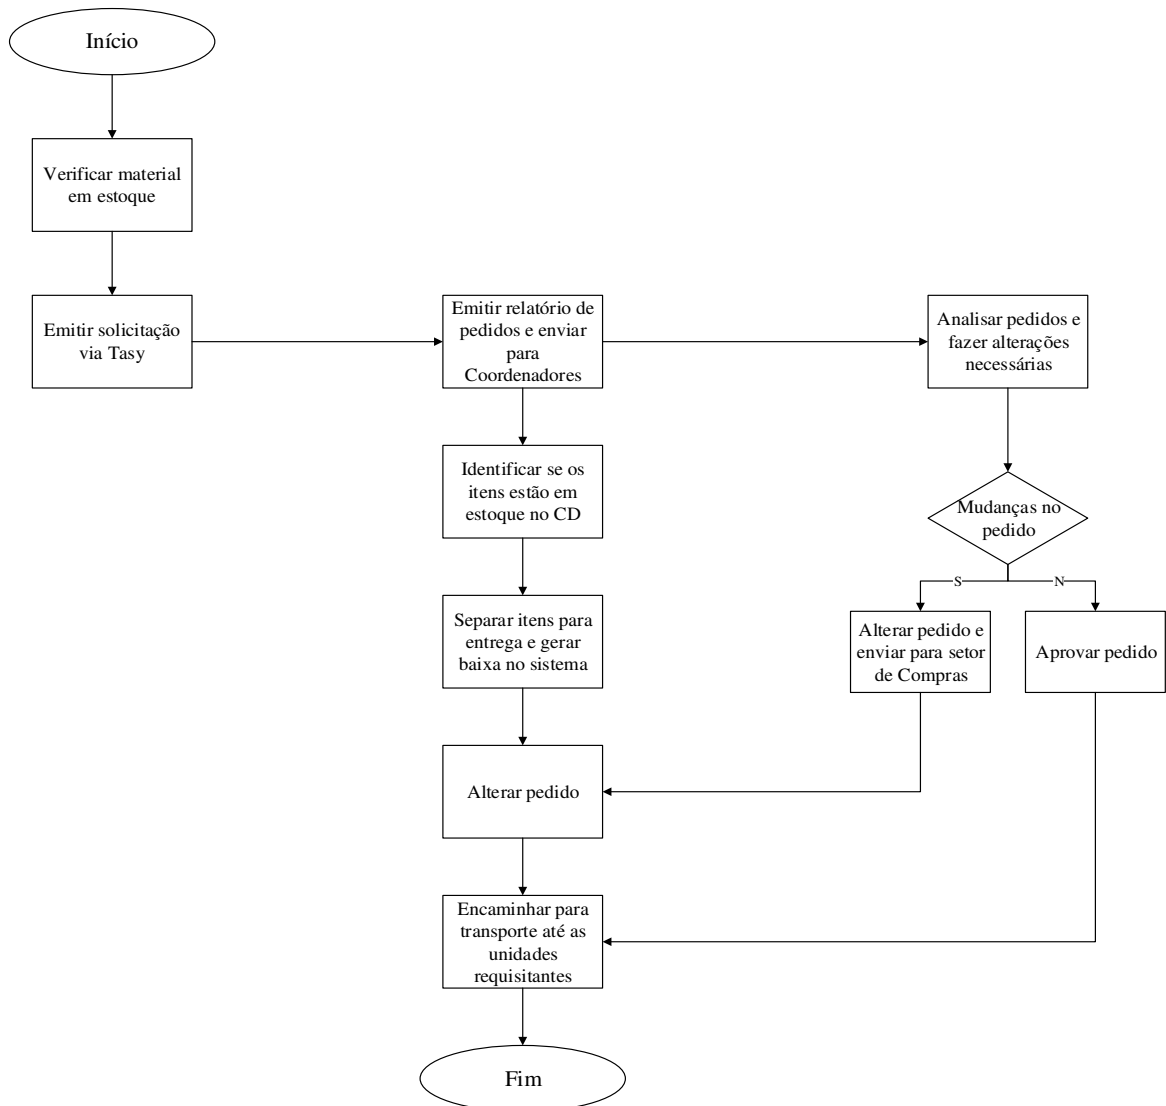 Início
Verificar material
em estoque
Emitir solicitação
via Tasy
Emitir relatório de
pedidos e enviar
para
Coordenadores
Analisar pedidos e
fazer alterações
necessárias
Identificar se os
itens estão em
estoque no CD
Mudanças no
pedido
S
N
Separar itens para
entrega e gerar
baixa no sistema
Alterar pedido e
enviar para setor
de Compras
Aprovar pedido
Alterar pedido
Encaminhar para
transporte até as
unidades
requisitantes
Fim